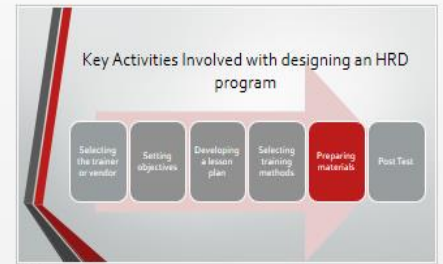 Key Activities Involved with designing an HRD
program
Selecting
the trainer
or vendor
Setting
objectives
Developing
a lesson
plan
Selecting
training
methods
Preparing
materials
Post Test